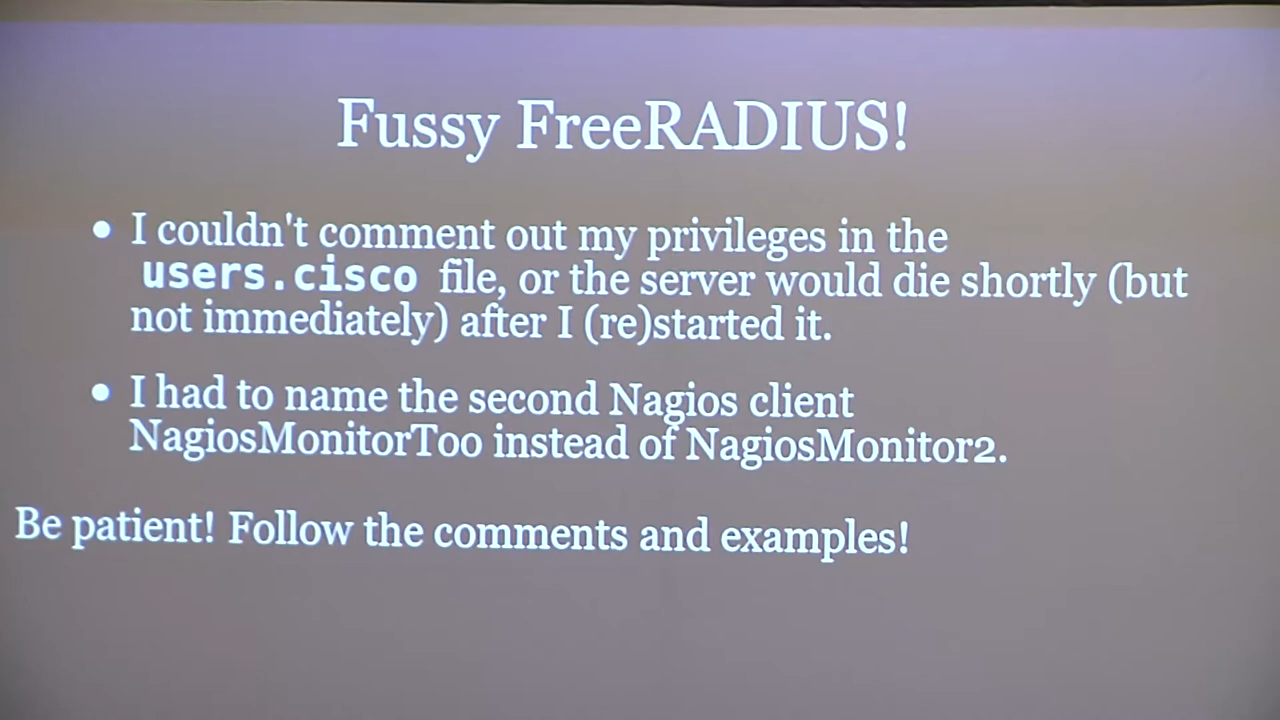 Fussy FreeRADIUS!
• I couldn't comment out my privileges in the
users.cisco file, or the server would die shortly (but
not immediately) after I (re)started it.
• I had to name the second Nagios client
NagiosMonitorToo instead of NagiosMonitor2.
Be patient! Follow the comments and examples!